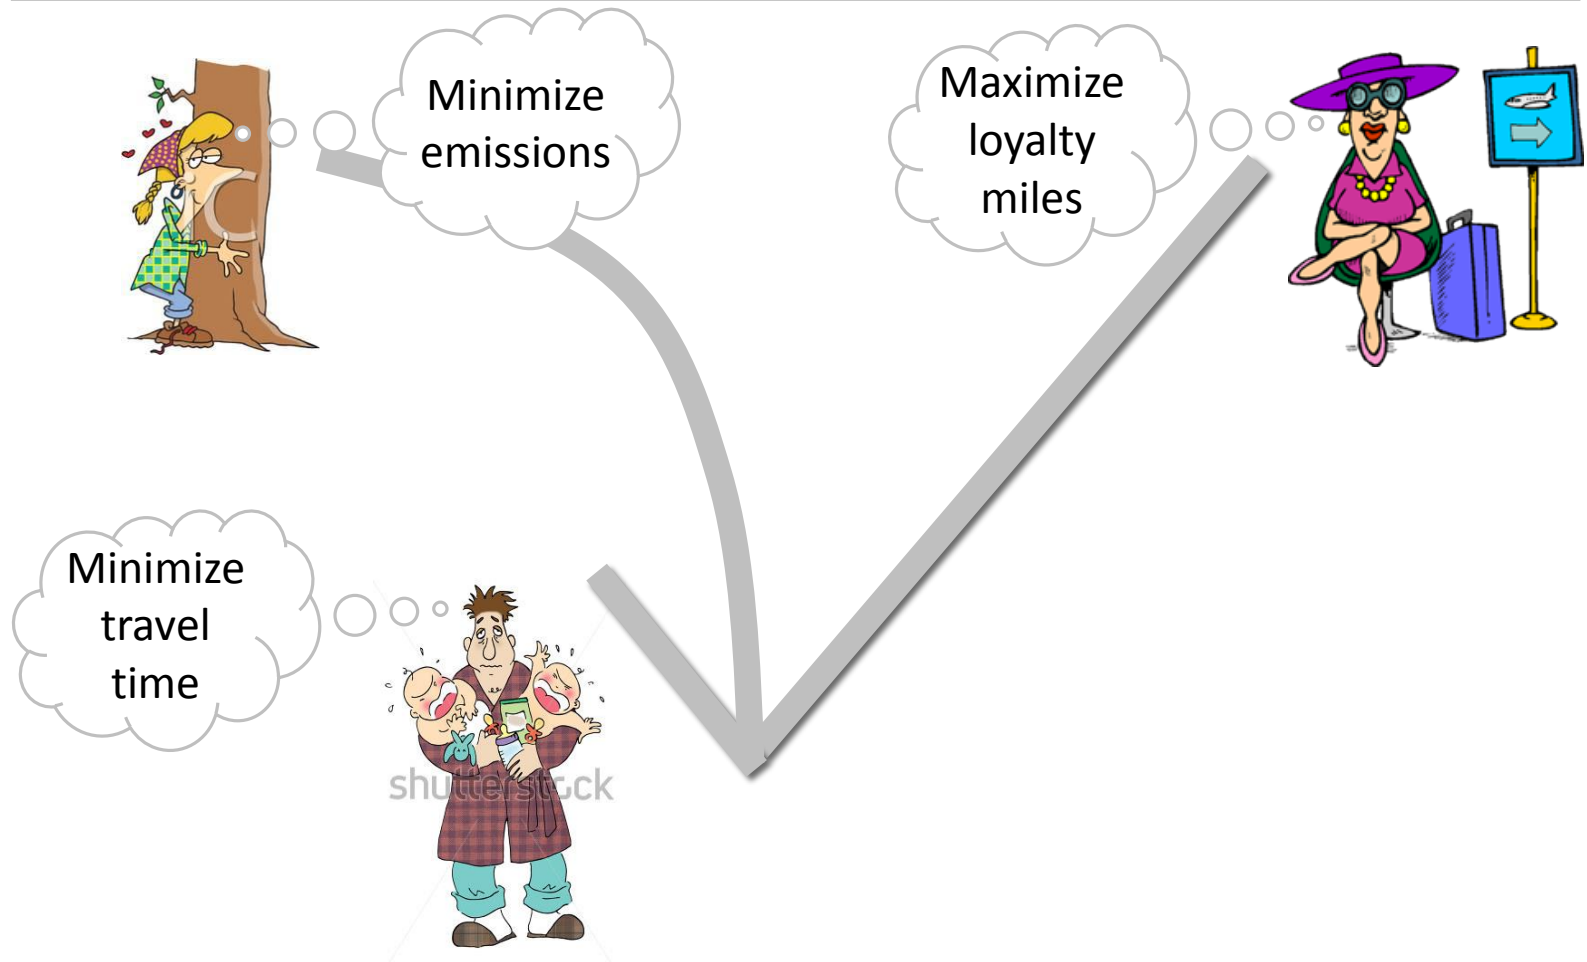 Minimize
emissions
Maximize
loyalty
miles
Minimize
travel
time
shutterstock